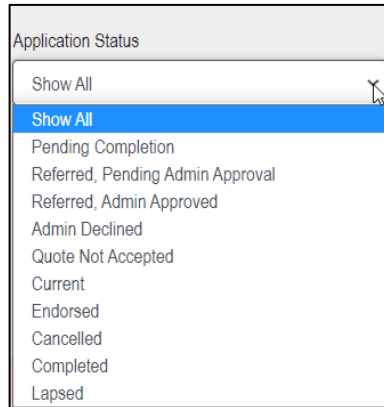 Application Status
Show All
Show All
Pending Completion
Referred, Pending Admin Approval
Referred, Admin Approved
Admin Declined
Quote Not Accepted
Current
Endorsed
Cancelled
Completed
Lapsed